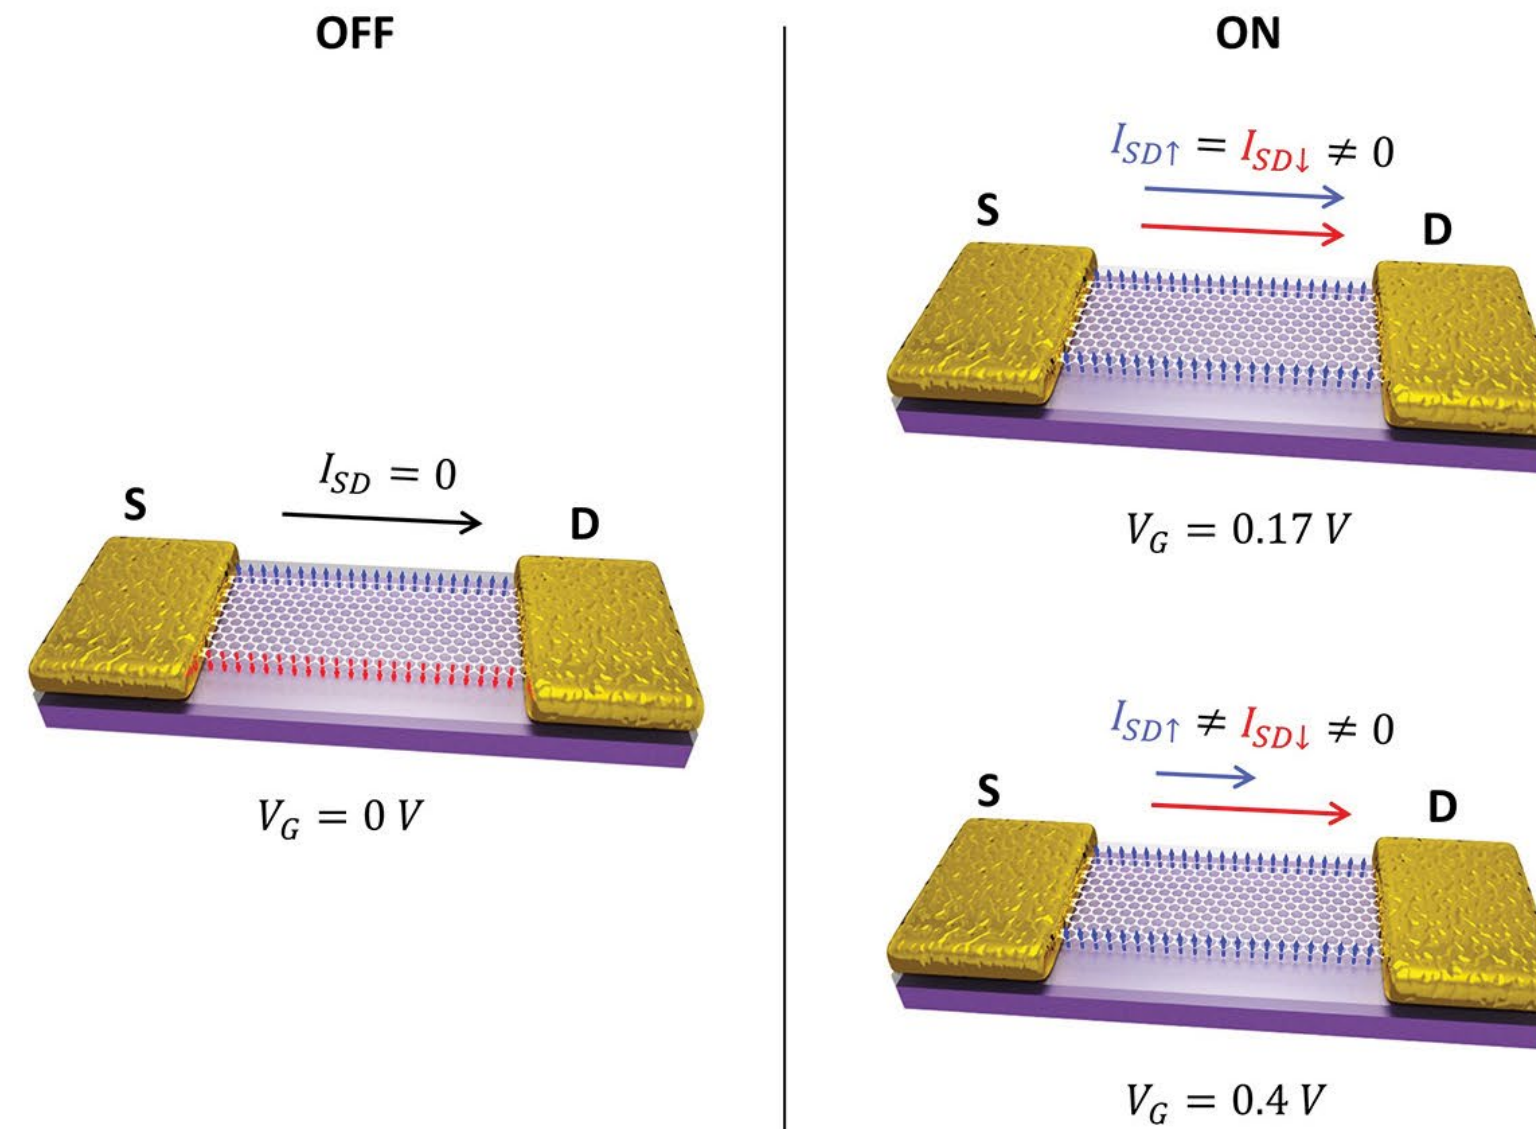 OFF
I_{SD} = 0
S
D
V_G = 0 V
ON
I_{SD↑} = I_{SD↓} ≠ 0
S
D
V_G = 0.17 V
I_{SD↑} ≠ I_{SD↓} ≠ 0
S
D
V_G = 0.4 V